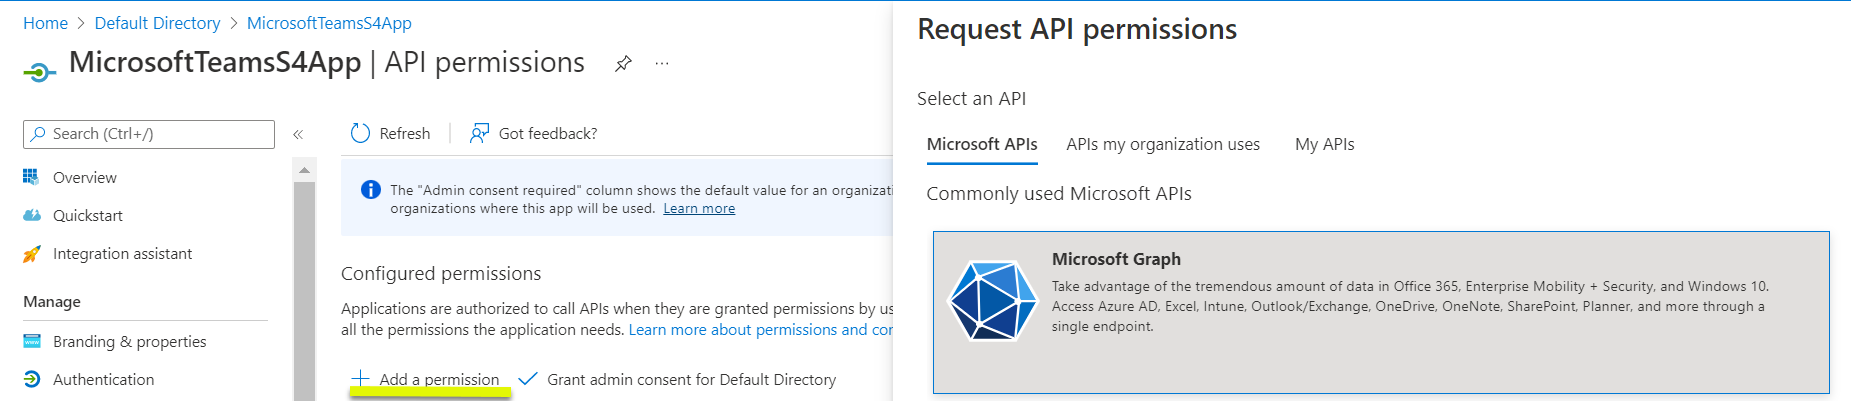 Home > Default Directory > MicrosoftTeamsS4App
MicrosoftTeamsS4App | API permissions
Search (Ctrl+/)
Overview
Quickstart
Integration assistant
Manage
Branding & properties
Authentication
Refresh
Got feedback?
The "Admin consent required" column shows the default value for an organizati
organizations where this app will be used. Learn more
Configured permissions
Applications are authorized to call APIs when they are granted permissions by us
all the permissions the application needs. Learn more about permissions and con
Add a permission
Grant admin consent for Default Directory
Request API permissions
Select an API
Microsoft APIs
APIs my organization uses
My APIs
Commonly used Microsoft APIs
Microsoft Graph
Take advantage of the tremendous amount of data in Office 365, Enterprise Mobility + Security, and Windows 10.
Access Azure AD, Excel, Intune, Outlook/Exchange, OneDrive, OneNote, SharePoint, Planner, and more through a
single endpoint.